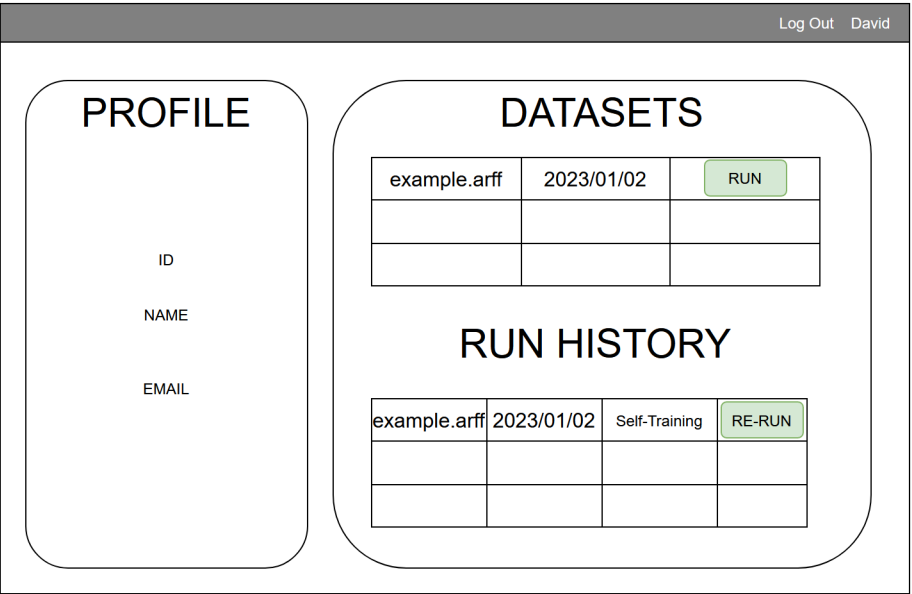 Log Out David
PROFILE
ID
NAME
EMAIL
DATASETS
example.arff 2023/01/02 RUN
RUN HISTORY
example.arff 2023/01/02 Self-Training RE-RUN